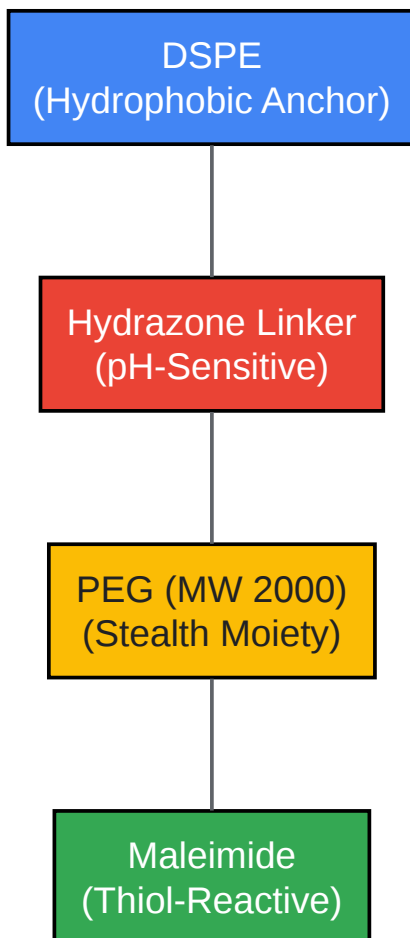 DSPE
(Hydrophobic Anchor)
Hydrazone Linker
(pH-Sensitive)
PEG (MW 2000)
(Stealth Moiety)
Maleimide
(Thiol-Reactive)